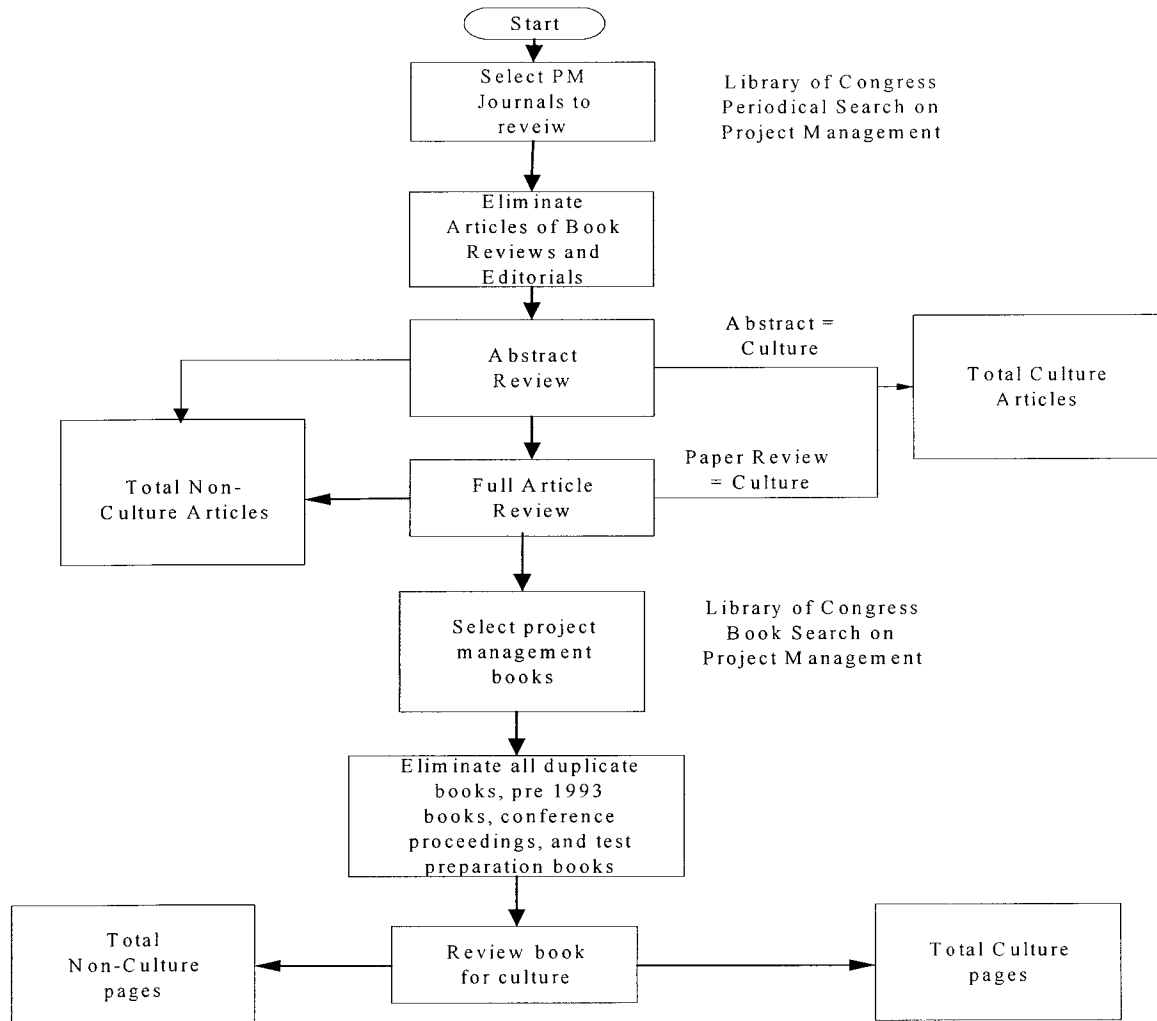 Start
Select PM
Journals to
reveiw
Library of Congress
Periodical Search on
Project Management
Eliminate
Articles of Book
Reviews and
Editorials
Abstract
Review
Abstract =
Culture
Total Culture
Articles
Total Non-
Culture Articles
Full Article
Review
Paper Review
= Culture
Select project
management
books
Library of Congress
Book Search on
Project Management
Eliminate all duplicate
books, pre 1993
books, conference
proceedings, and test
preparation books
Total
Non-Culture
pages
Review book
for culture
Total Culture
pages